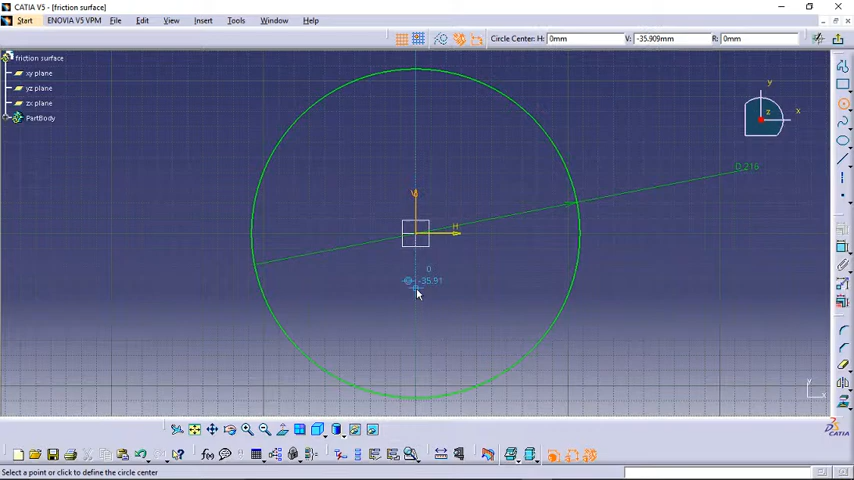 CATIA V5 - [friction surface]
Start ENOVIA V5 VPM File Edit View Insert Tools Window Help
Circle Center: H: 0mm V: -35.909mm R: 0mm
friction surface
xy plane
yz plane
zx plane
PartBody
y
x
z
D 216
V
H
0
-35.91
y
x
f(x)
CATIA
Select a point or click to define the circle center